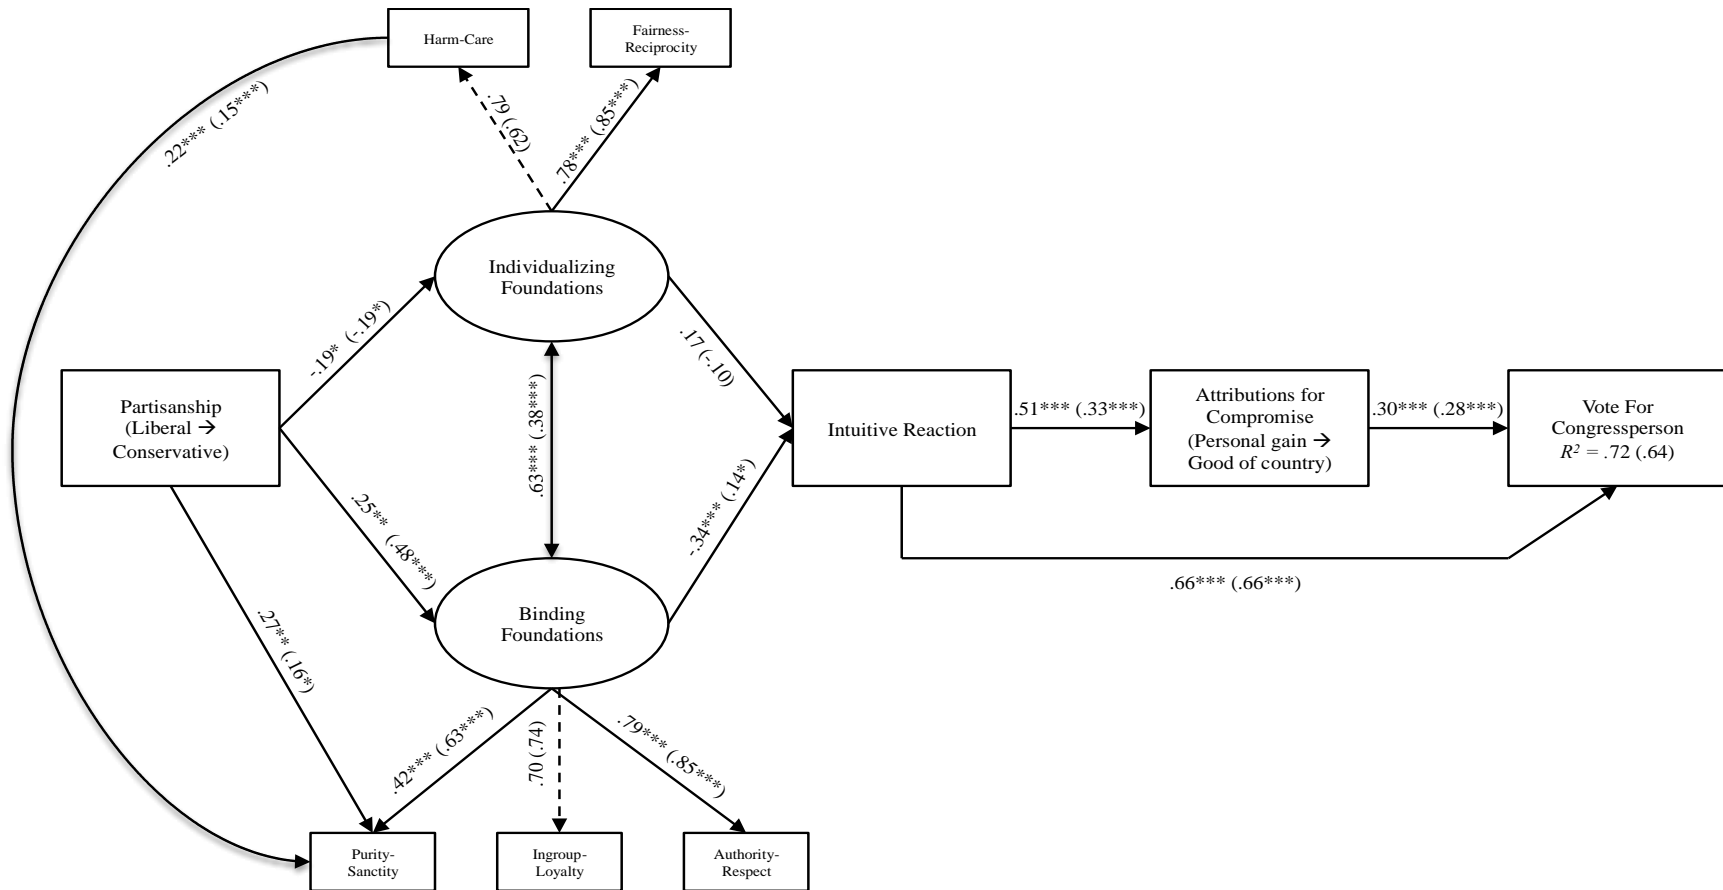 Harm-Care
Fairness-
Reciprocity
.22*** (.15***)
.79 (.62)
.78*** (.85***)
Individualizing
Foundations
-.19* (-.19*)
.17 (-.10)
Partisanship
(Liberal →
Conservative)
.63*** (.38***)
Intuitive Reaction
.51*** (.33***)
Attributions for
Compromise
(Personal gain →
Good of country)
.30*** (.28***)
Vote For
Congressperson
R² = .72 (.64)
.25** (.48***)
-.34*** (.14*)
.66*** (.66***)
Binding
Foundations
.27** (.16*)
.42*** (.63***)
.70 (.74)
.79*** (.85***)
Purity-
Sanctity
Ingroup-
Loyalty
Authority-
Respect